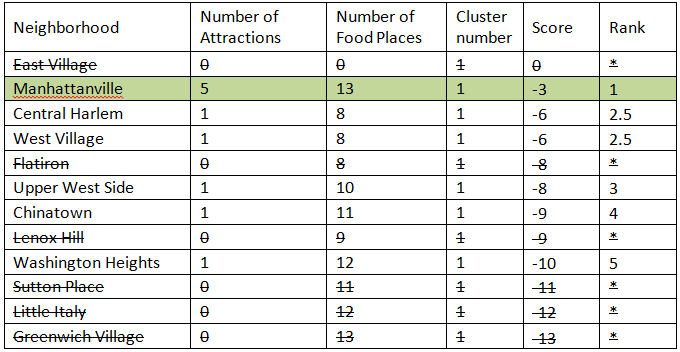 Neighborhood Number of Attractions Number of Food Places Cluster number Score Rank
East Village 0 0 1 0 *
Manhattanville 5 13 1 -3 1
Central Harlem 1 8 1 -6 2.5
West Village 1 8 1 -6 2.5
Flatiron 0 8 1 -8 *
Upper West Side 1 10 1 -8 3
Chinatown 1 11 1 -9 4
Lenox Hill 0 9 1 -9 *
Washington Heights 1 12 1 -10 5
Sutton Place 0 11 1 -11 *
Little Italy 0 12 1 -12 *
Greenwich Village 0 13 1 -13 *